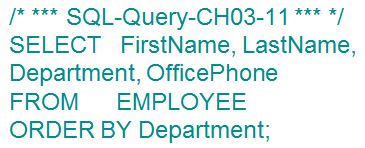 /* *** SQL-Query-CH03-11 *** */
SELECT FirstName, LastName,
Department, OfficePhone
FROM EMPLOYEE
ORDER BY Department;